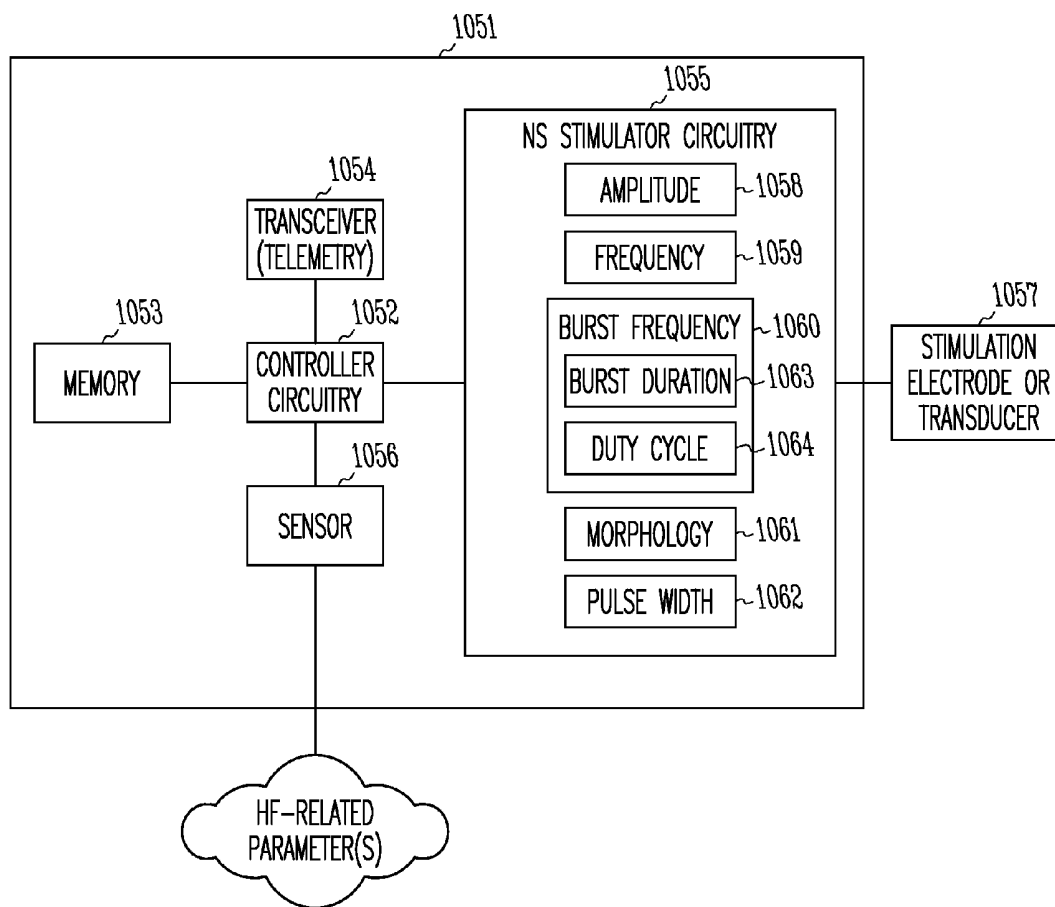 1051
1055
NS STIMULATOR CIRCUITRY
AMPLITUDE
1058
1054
TRANSCEIVER
(TELEMETRY)
FREQUENCY
1059
1053
MEMORY
1052
CONTROLLER
CIRCUITRY
BURST FREQUENCY
1060
BURST DURATION
1063
DUTY CYCLE
1064
1057
STIMULATION
ELECTRODE OR
TRANSDUCER
1056
SENSOR
MORPHOLOGY
1061
PULSE WIDTH
1062
HF-RELATED
PARAMETER(S)